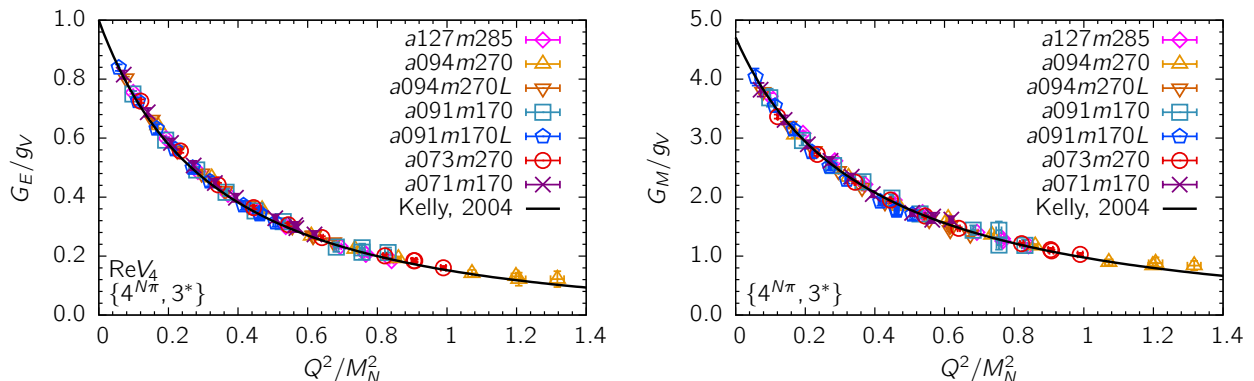 1.0
0.8
0.6
0.4
0.2
0.0
G_E/g_V
a127m285
a094m270
a094m270L
a091m170
a091m170L
a073m270
a071m170
Kelly, 2004
ReV_4
{4^{Nπ}, 3^*}
0 0.2 0.4 0.6 0.8 1 1.2 1.4
Q^2/M_N^2
5.0
4.0
3.0
2.0
1.0
0.0
G_M/g_V
a127m285
a094m270
a094m270L
a091m170
a091m170L
a073m270
a071m170
Kelly, 2004
{4^{Nπ}, 3^*}
0 0.2 0.4 0.6 0.8 1 1.2 1.4
Q^2/M_N^2